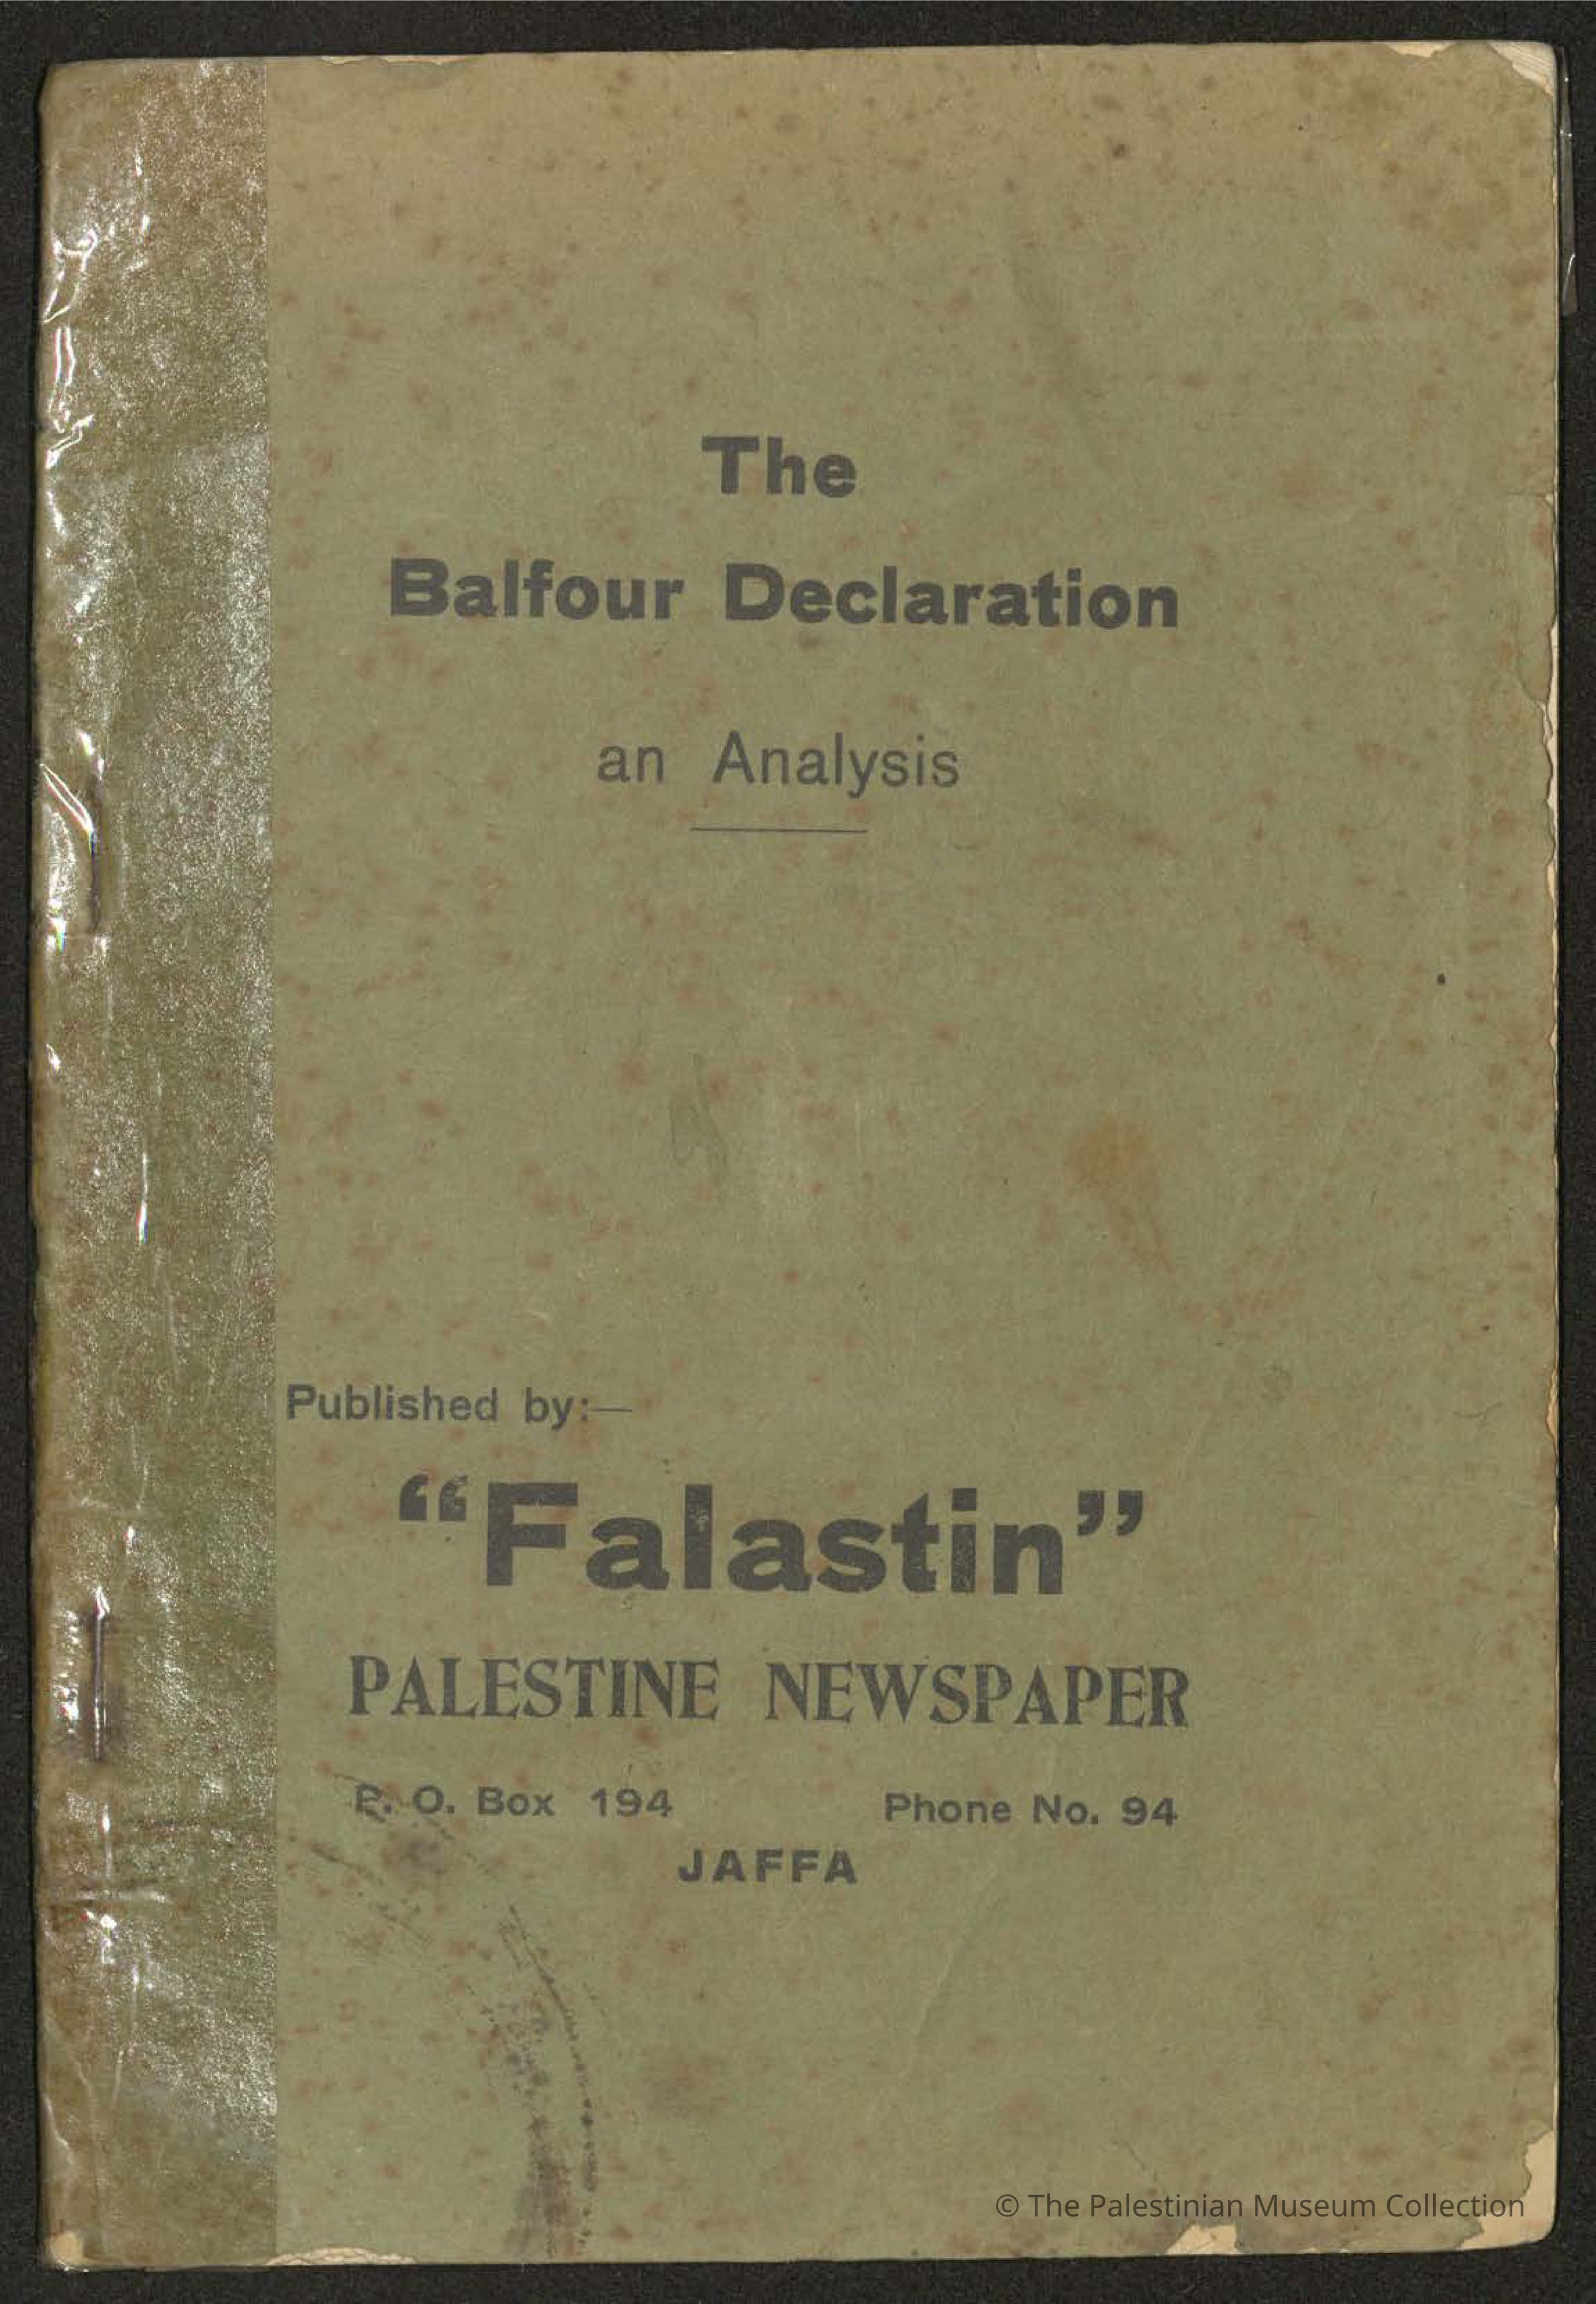 The
Balfour Declaration
an Analysis
Published by:—
“Falastin”
PALESTINE NEWSPAPER
P. O. Box 194 Phone No. 94
JAFFA
© The Palestinian Museum Collection